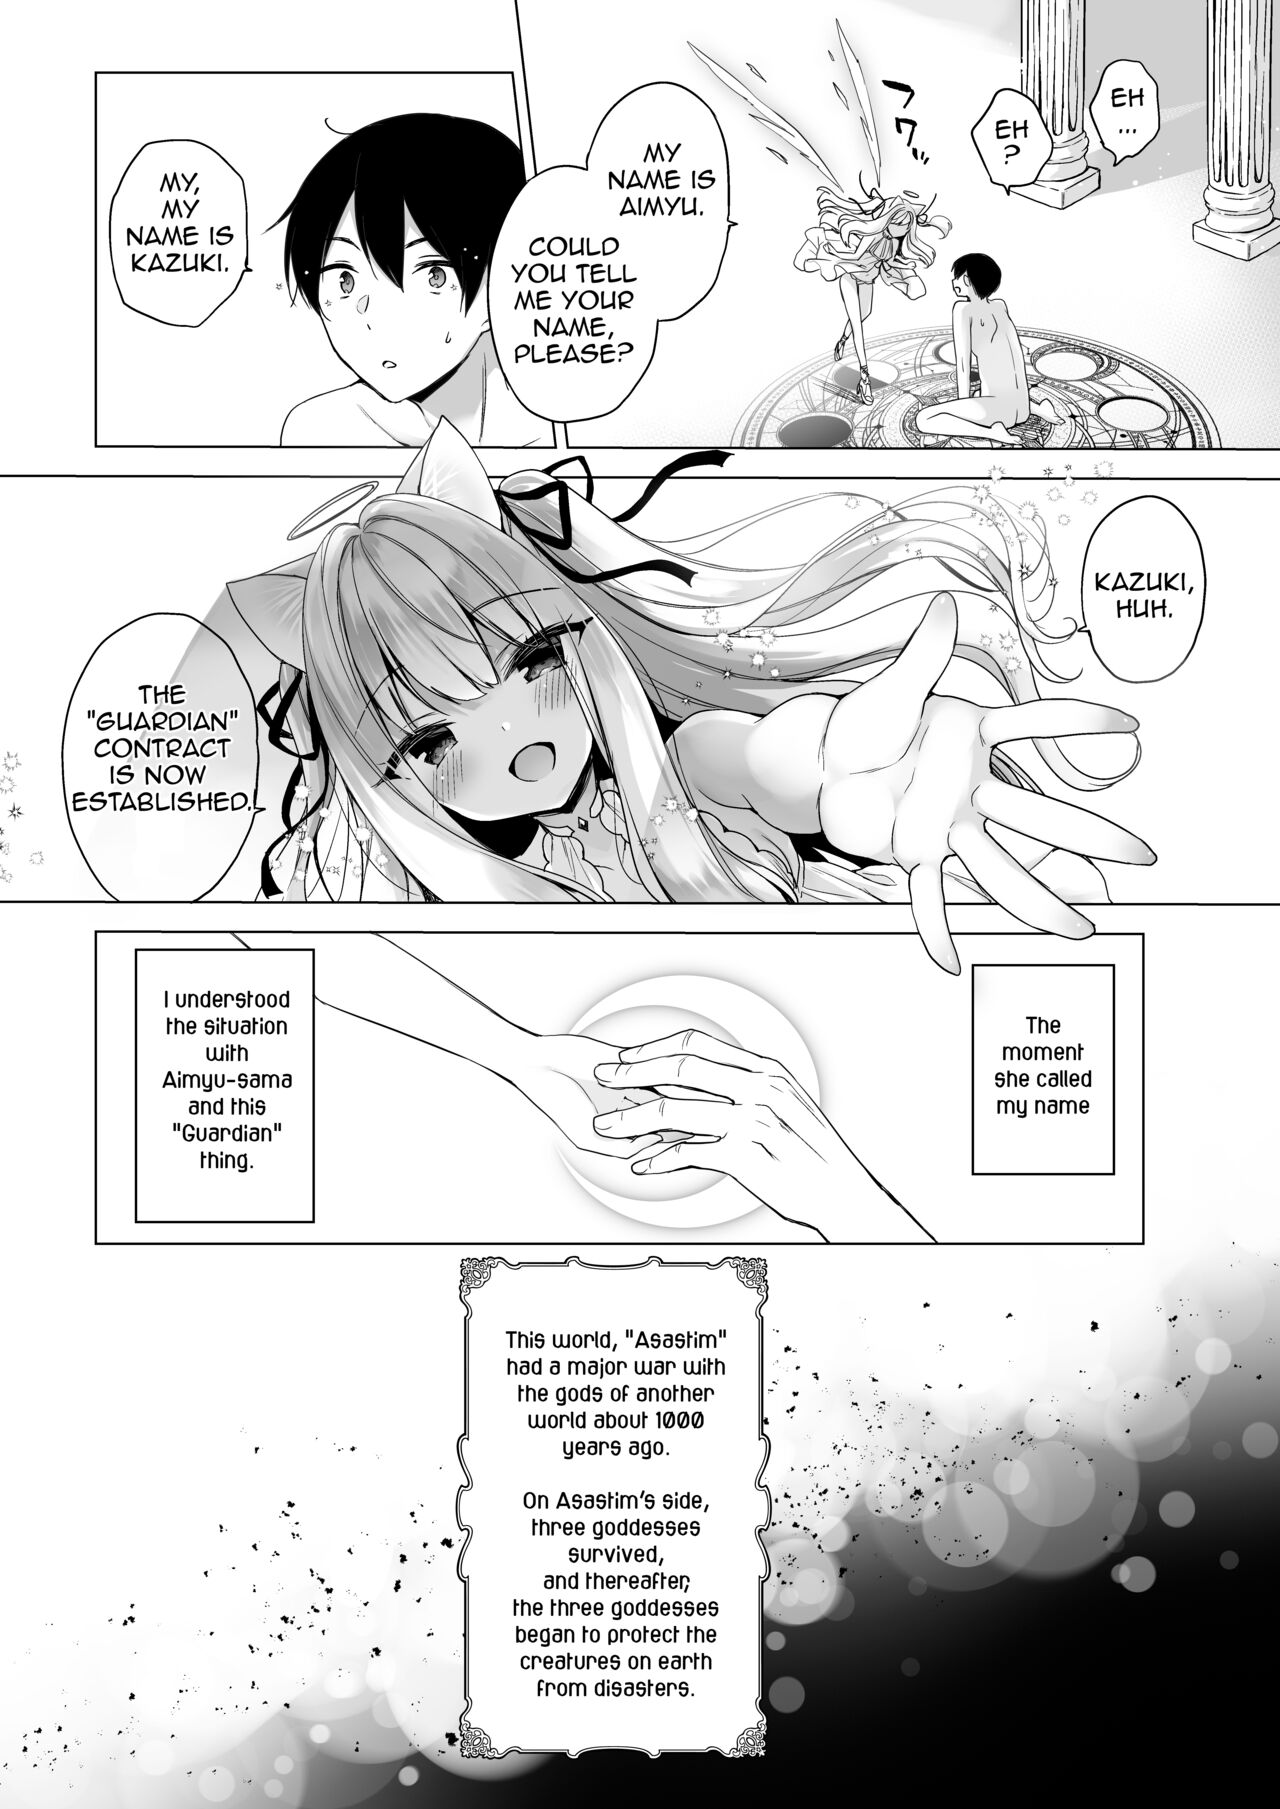 EH
...
EH
?
フワッ
MY
NAME IS
AIMYU.
COULD
YOU TELL
ME YOUR
NAME,
PLEASE?
MY,
MY
NAME IS
KAZUKI.
KAZUKI,
HUH.
THE
"GUARDIAN"
CONTRACT
IS NOW
ESTABLISHED.
The
moment
she called
my name
I understood
the situation
with
Aimyu-sama
and this
"Guardian"
thing.
This world, "Asastim"
had a major war with
the gods of another
world about 1000
years ago.
On Asastim's side,
three goddesses
survived,
and thereafter,
the three goddesses
began to protect the
creatures on earth
from disasters.